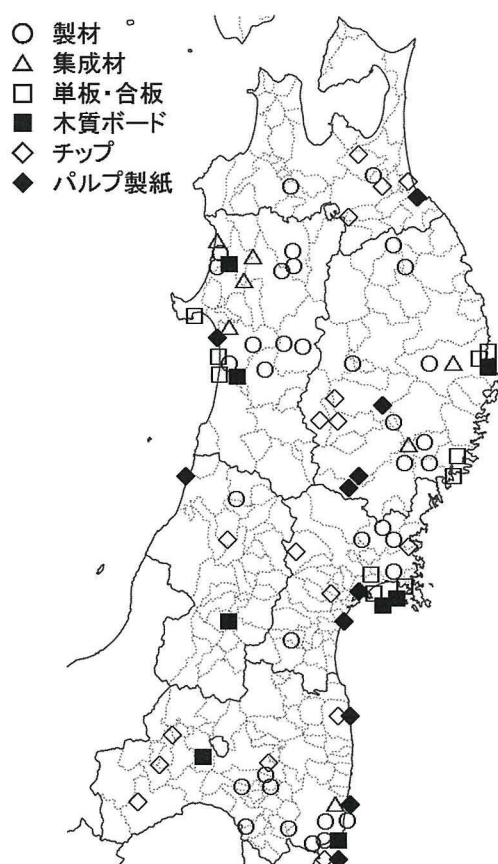 製材
集成材
単板・合板
木質ボード
チップ
パルプ製紙